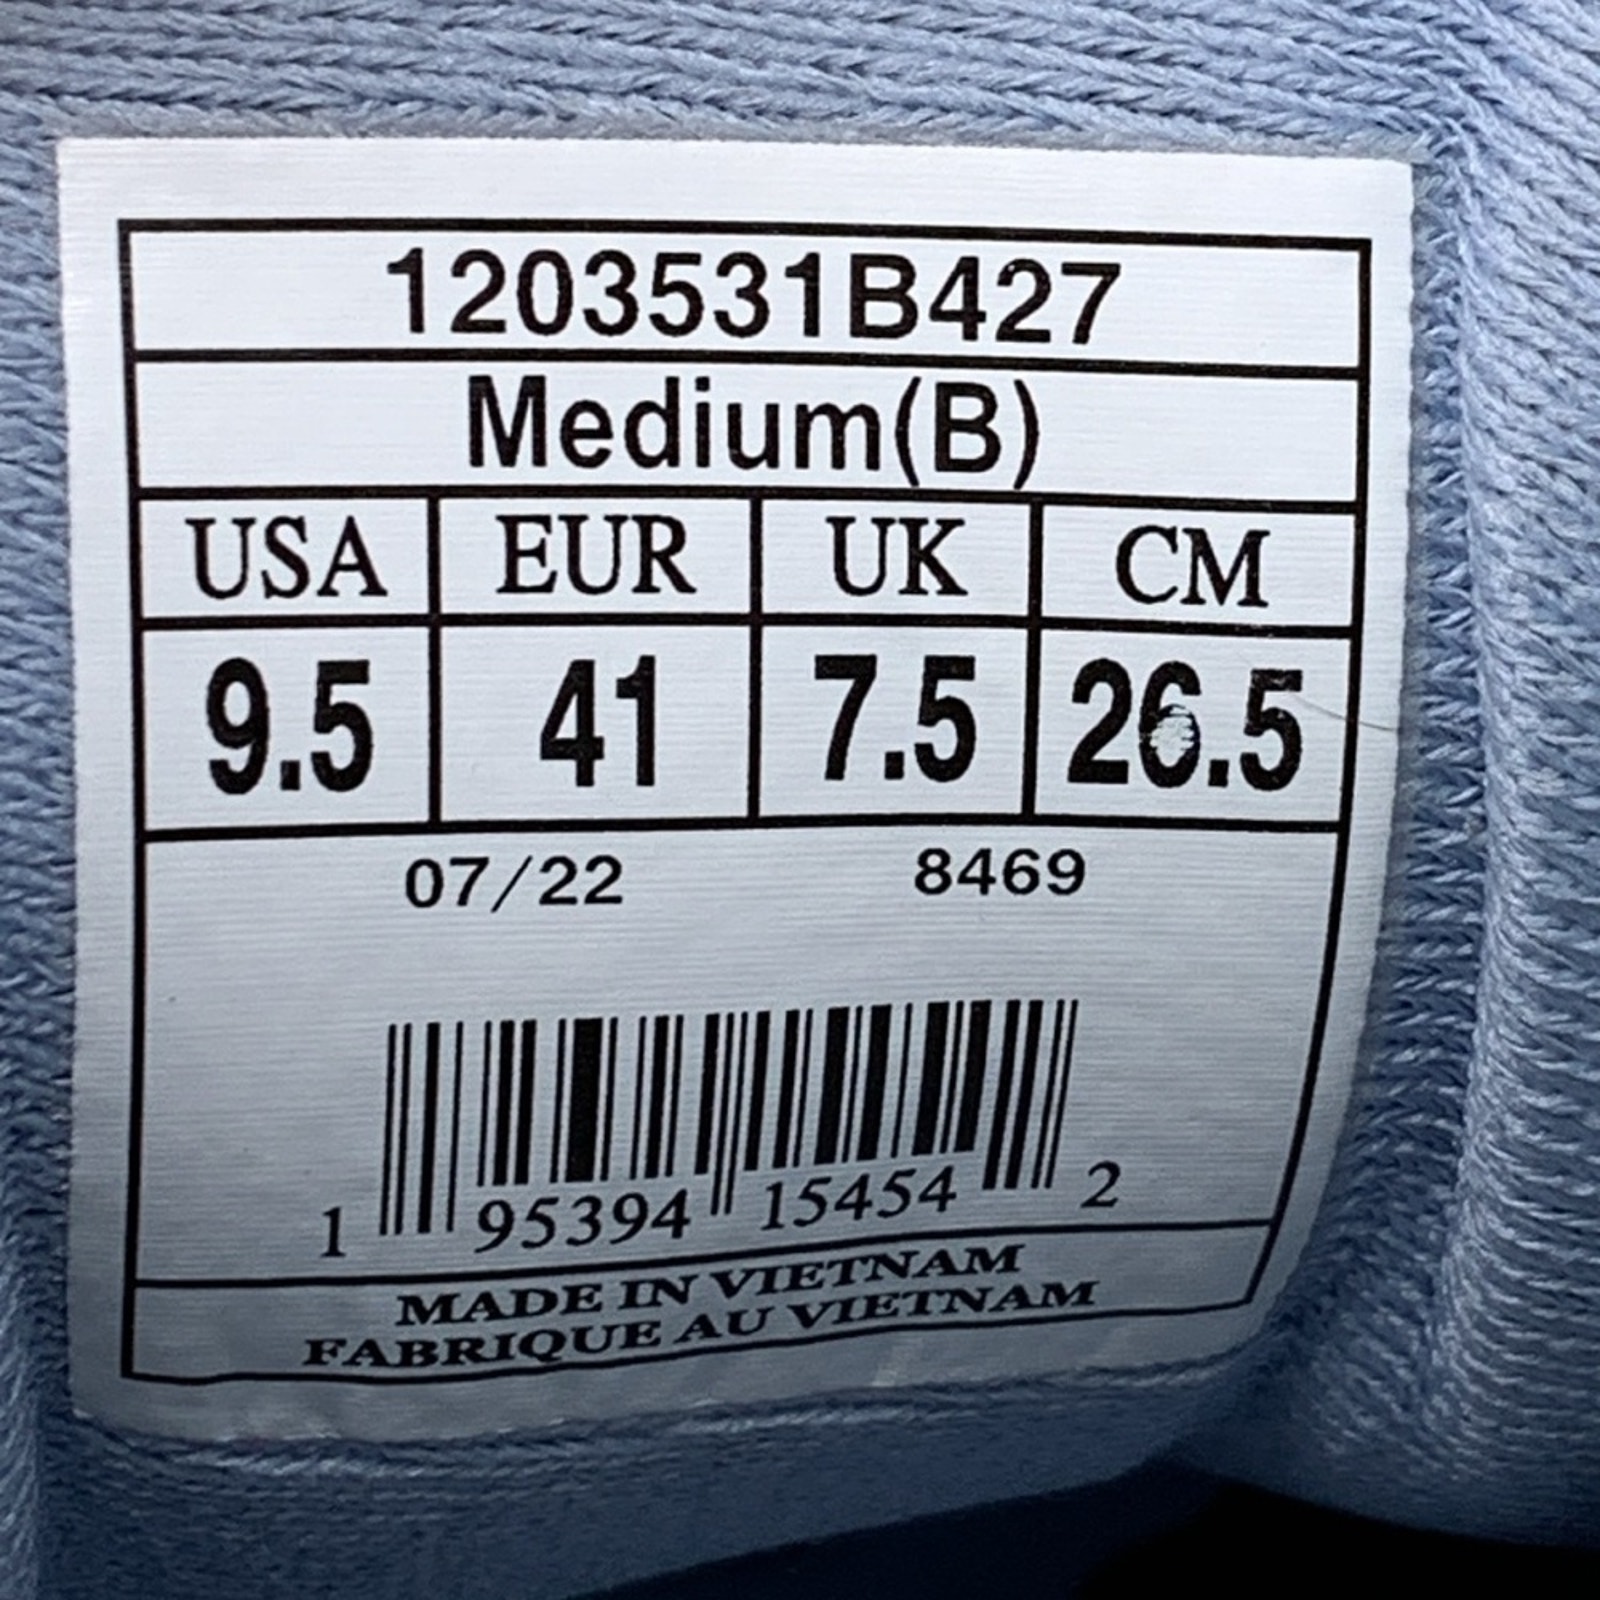 1203531B427
Medium(B)
USA EUR UK CM
9.5 41 7.5 26.5
07/22 8469
1 95394 15454 2
MADE IN VIETNAM
FABRIQUE AU VIETNAM